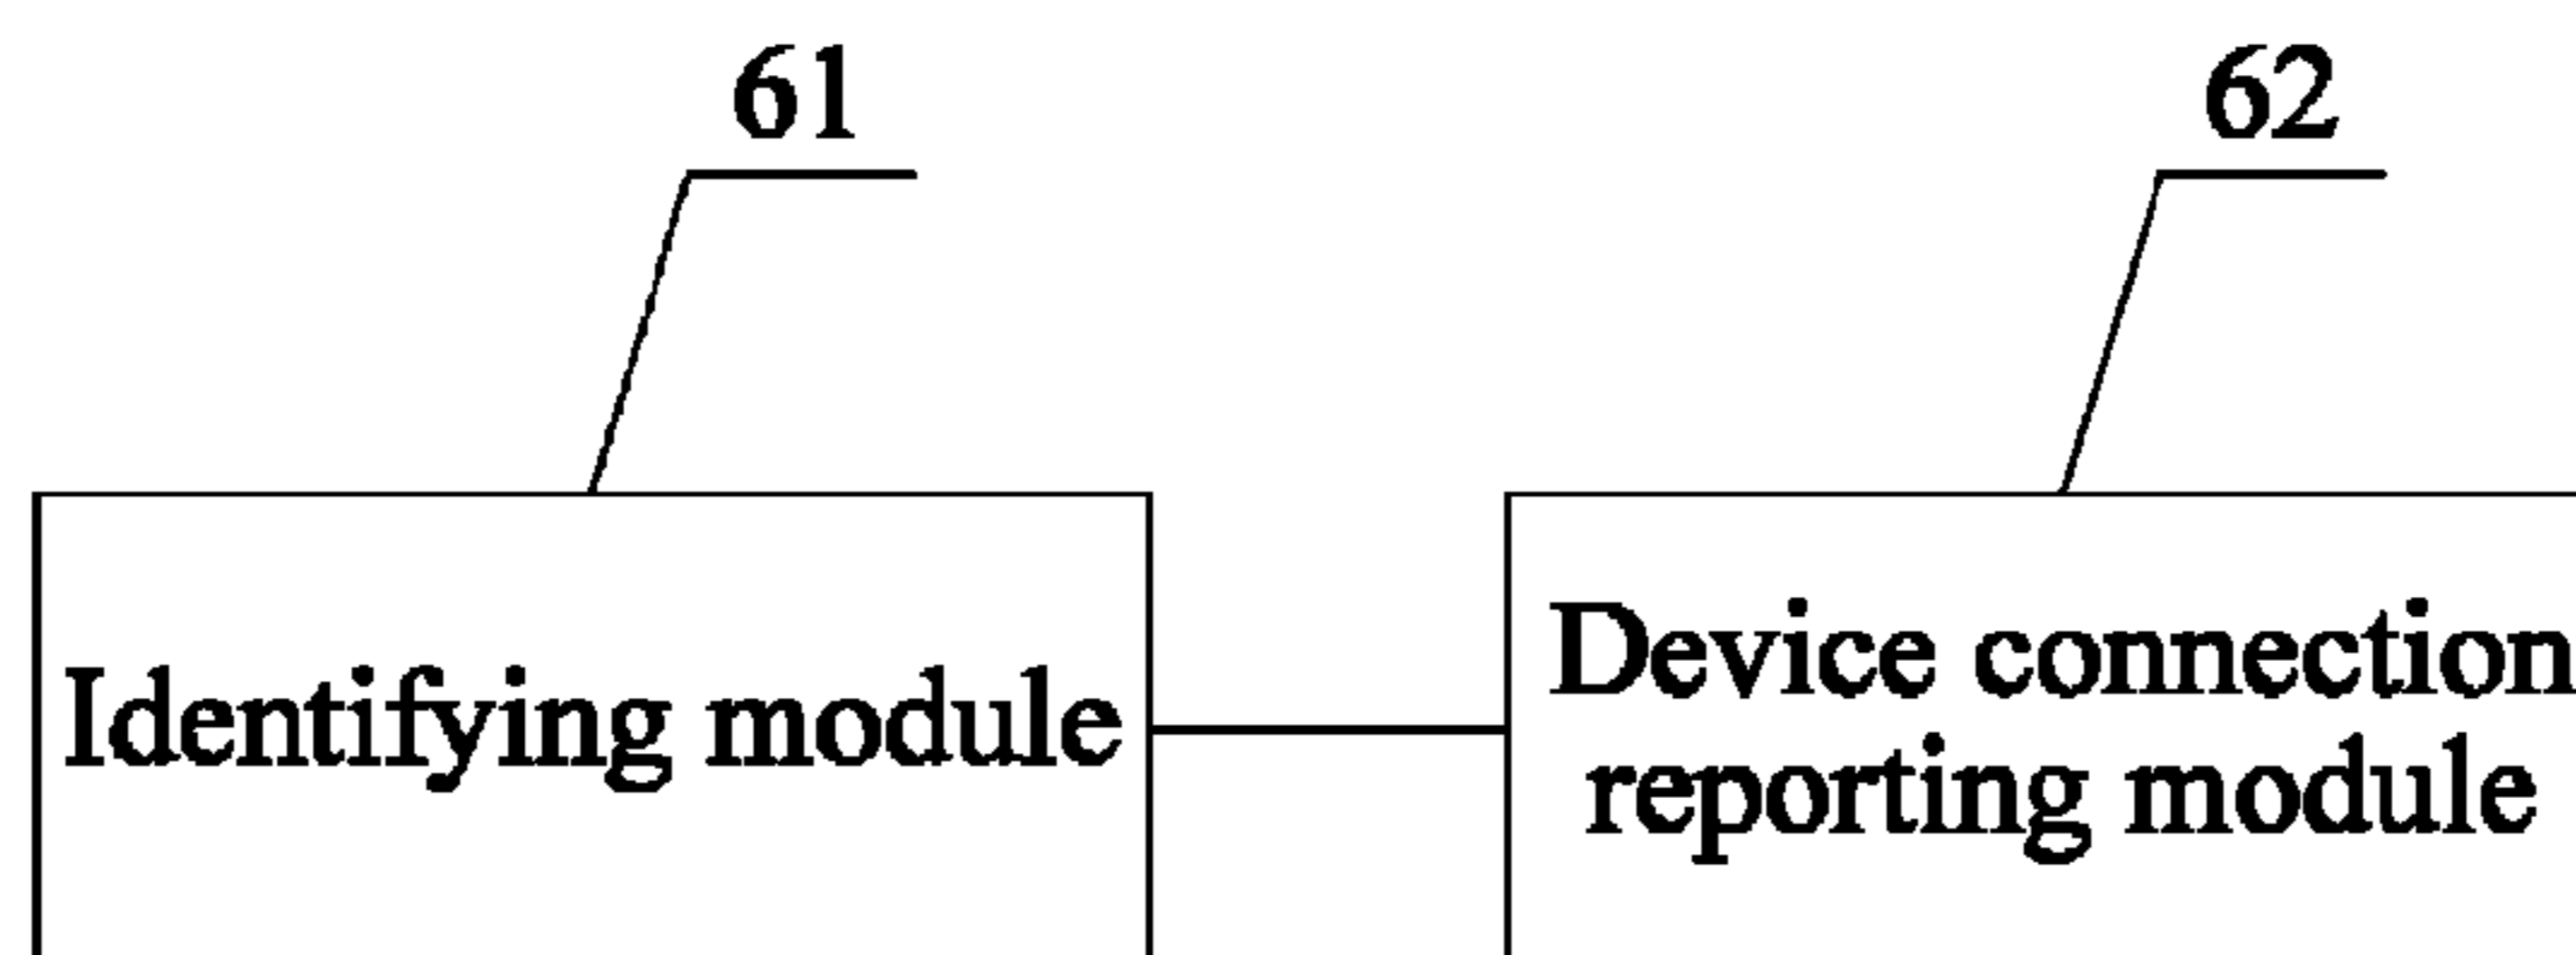 61
62
Identifying module
Device connection
reporting module